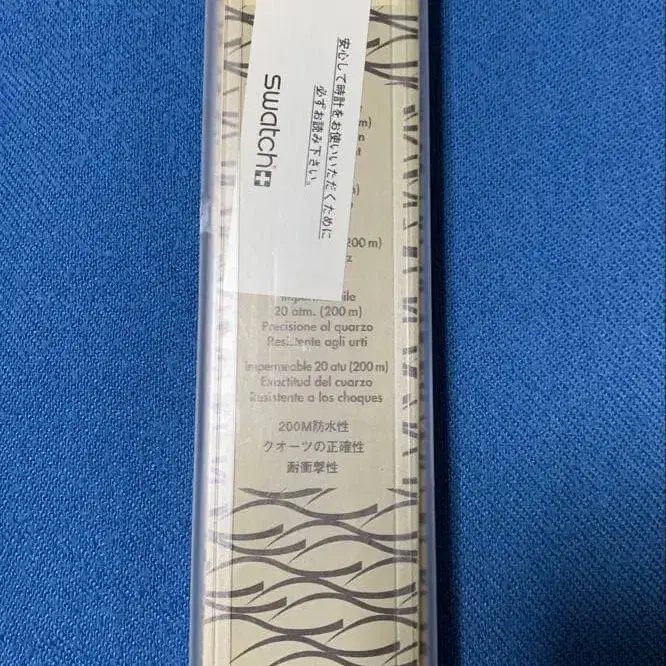 安心して時計をお使いいただくために
必ずお読み下さい。
swatch
m)
200 m)
z
ile
20 atm. (200 m)
Precisione al quarzo
Resistente agli urti
Impermeable 20 atu (200 m)
Exactitud del cuarzo
Resistente a los choques
200M防水性
クオーツの正確性
耐衝撃性